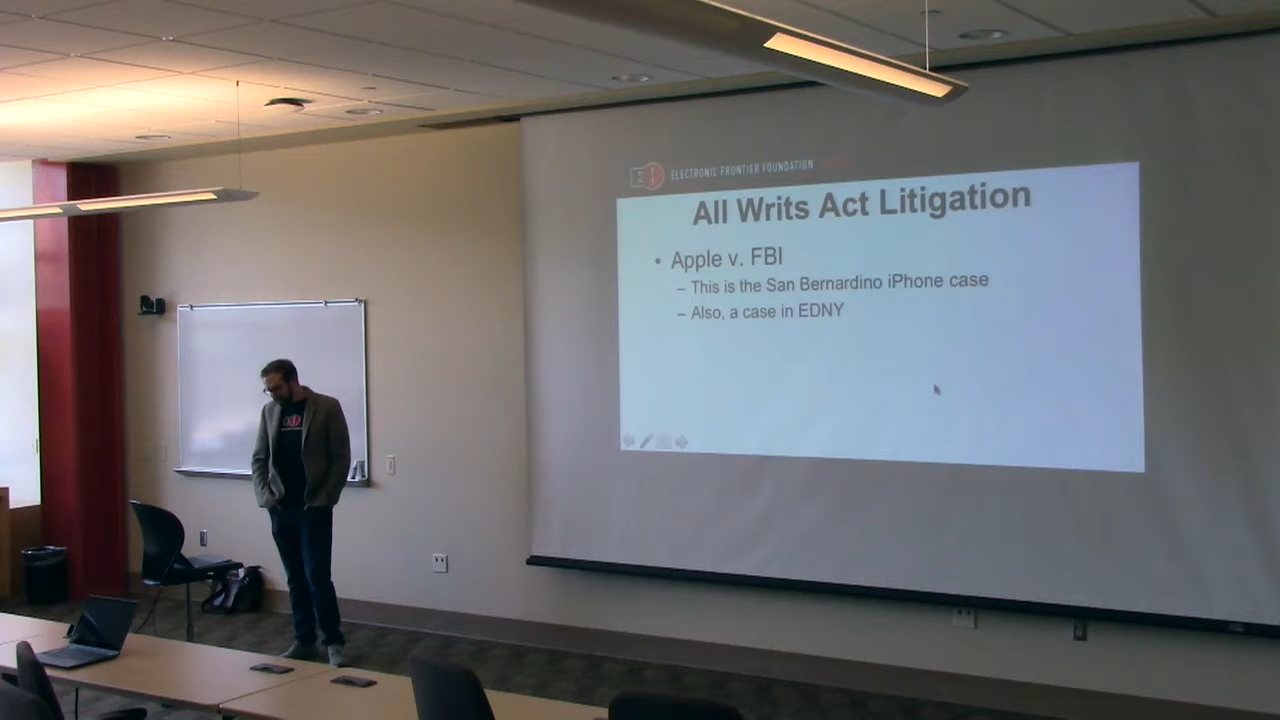 ELECTRONIC FRONTIER FOUNDATION
All Writs Act Litigation
• Apple v. FBI
– This is the San Bernardino iPhone case
– Also, a case in EDNY